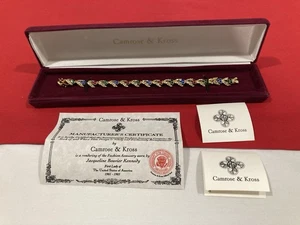 Camrose & Kross
MANUFACTURER'S CERTIFICATE
Camrose & Kross
is a rendering of the Fashion Accessory worn by
Jacqueline Bouvier Kennedy
First Lady of
The United States of America
1961 - 1963
Camrose & Kross
Camrose & Kross